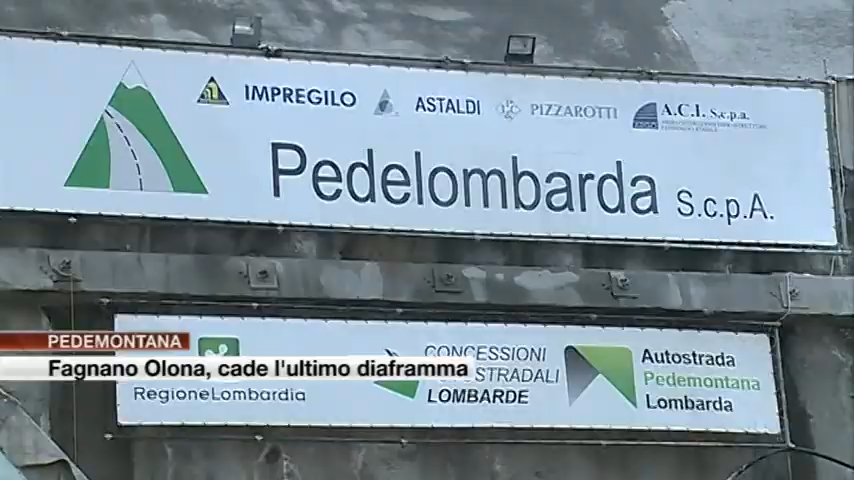 IMPREGILO
ASTALDI
PIZZAROTTI
A.C.I. S.c.p.a.
Pedelombarda S.c.p.A.
PEDEMONTANA
Fagnano Olona, cade l'ultimo diaframma
RegioneLombardia
CONCESSIONI
STRADALI
LOMBARDE
Autostrada
Pedemontana
Lombarda